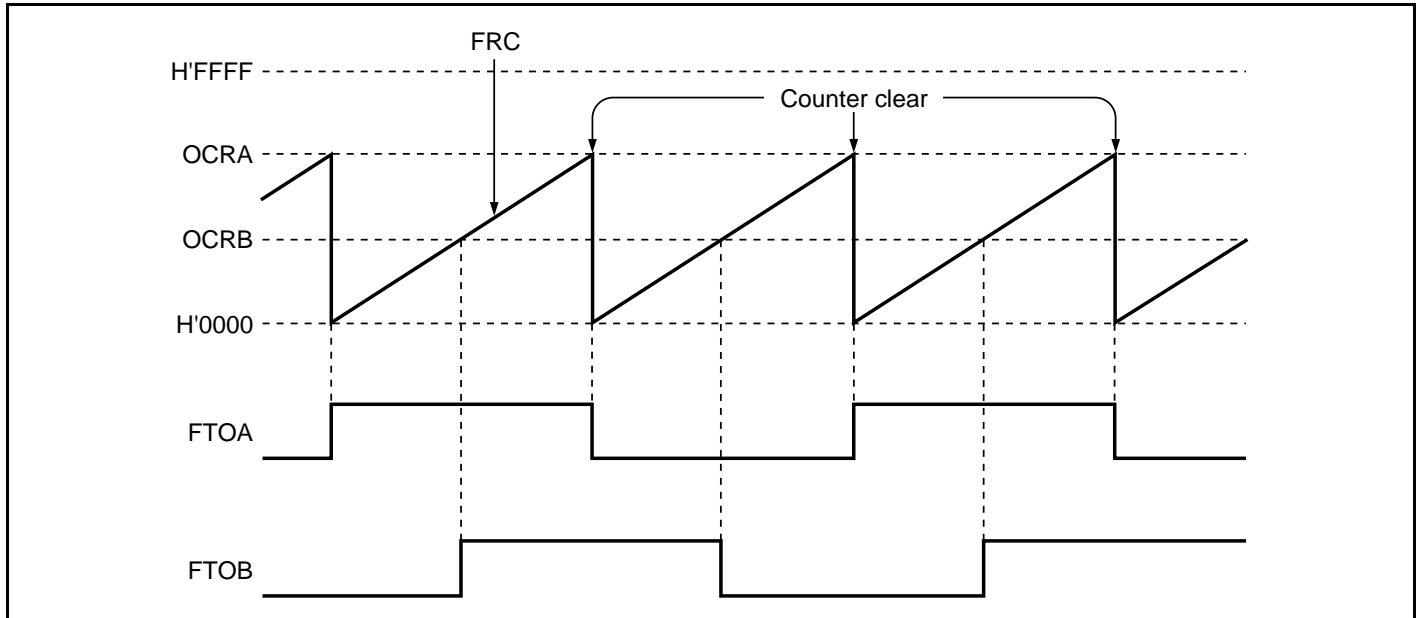 FRC
H'FFFF
Counter clear
OCRA
OCRB
H'0000
FTOA
FTOB